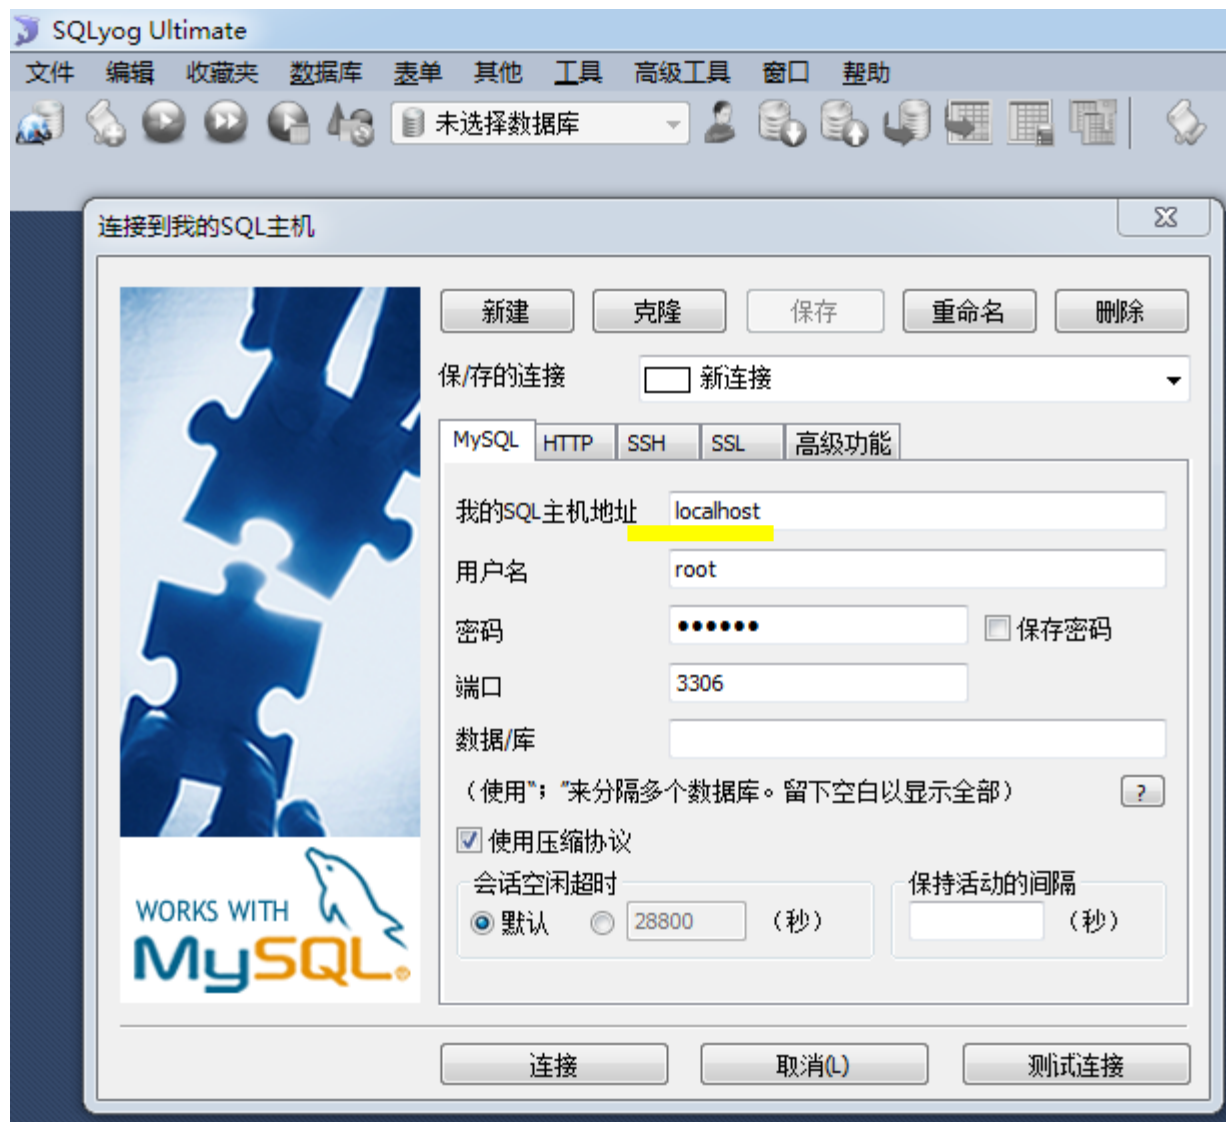 SQLyog Ultimate
文件 编辑 收藏夹 数据库 表单 其他 工具 高级工具 窗口 帮助
未选择数据库
连接到我的SQL主机
新建 克隆 保存 重命名 删除
保/存的连接 新连接
MySQL HTTP SSH SSL 高级功能
我的SQL主机地址 localhost
用户名 root
密码 •••••• 保存密码
端口 3306
数据/库
（使用“；”来分隔多个数据库。留下空白以显示全部） ?
使用压缩协议
会话空闲超时 保持活动的间隔
默认 28800 （秒） （秒）
WORKS WITH
MySQL®
连接 取消(L) 测试连接